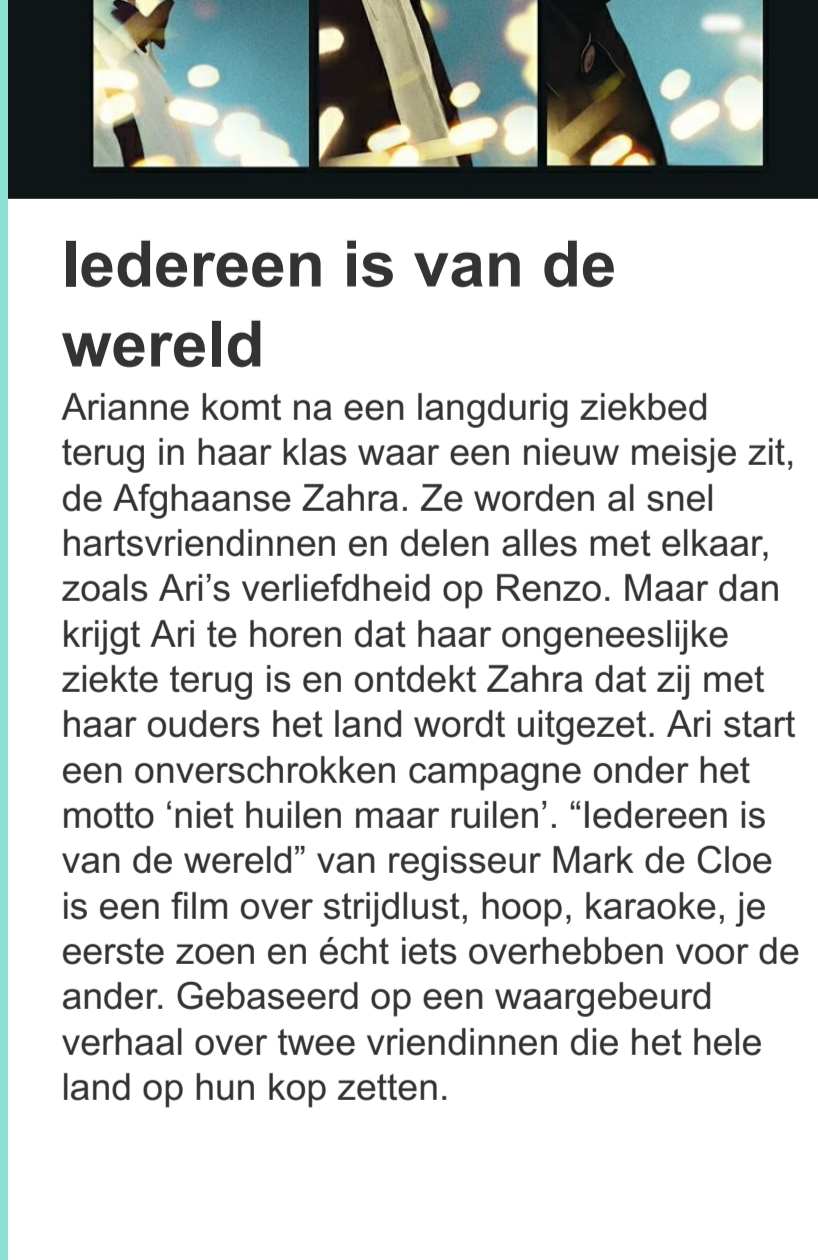 Iedereen is van de
wereld
Arianne komt na een langdurig ziekbed
terug in haar klas waar een nieuw meisje zit,
de Afghaanse Zahra. Ze worden al snel
hartsvriendinnen en delen alles met elkaar,
zoals Ari’s verliefdheid op Renzo. Maar dan
krijgt Ari te horen dat haar ongeneeslijke
ziekte terug is en ontdekt Zahra dat zij met
haar ouders het land wordt uitgezet. Ari start
een onverschrokken campagne onder het
motto ‘niet huilen maar ruilen’. “Iedereen is
van de wereld” van regisseur Mark de Cloe
is een film over strijdlust, hoop, karaoke, je
eerste zoen en écht iets overhebben voor de
ander. Gebaseerd op een waargebeurd
verhaal over twee vriendinnen die het hele
land op hun kop zetten.